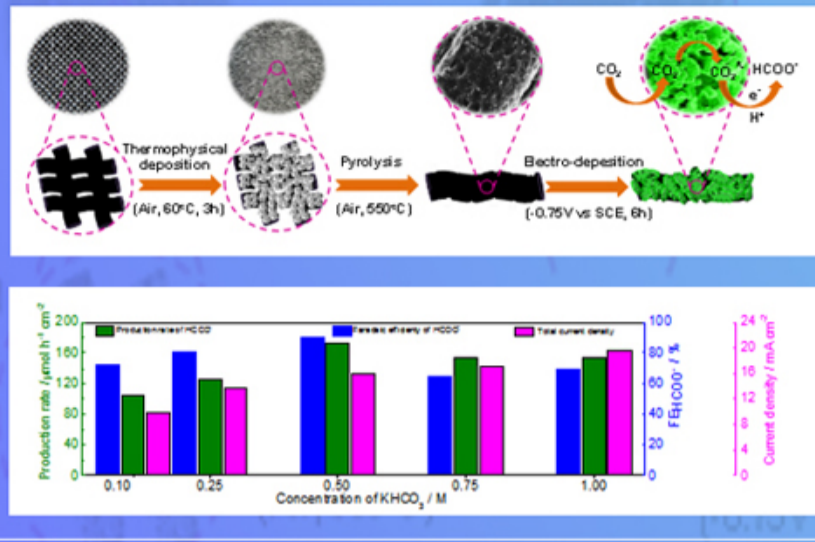 CO₂ CO₂ CO₂ HCOO⁻
e⁻
H⁺
Thermophysical
deposition
(Air, 60°C, 3h)
Pyrolysis
(Air, 550°C)
Electro-deposition
(-0.75V vs SCE, 6h)
Production rate / μmol h⁻¹ cm⁻²
200
160
120
80
40
0
Production rate of HCOO⁻
Faradaic efficiency of HCOO⁻
Total current density
100
80
60
40
20
0
FE HCOO⁻ / %
24
20
16
12
8
4
0
Current density / mA cm⁻²
0.10 0.25 0.50 0.75 1.00
Concentration of KHCO₃ / M